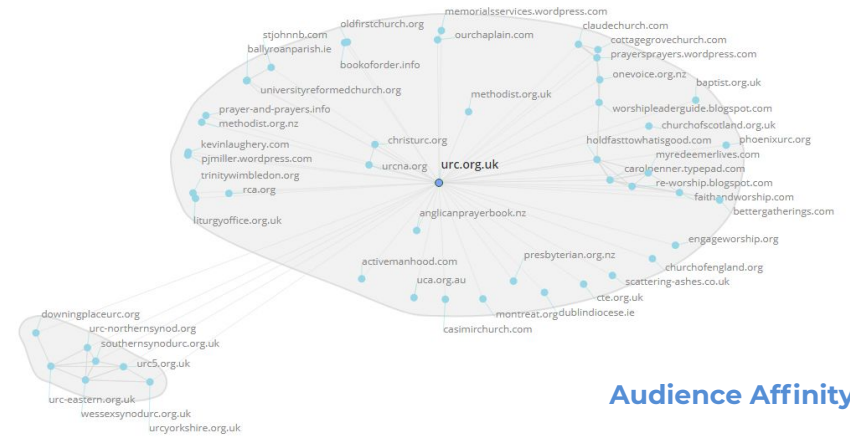 memorialsservices.wordpress.com
oldfirstchurch.org
claudechurch.com
stjohnnb.com
ourchaplain.com
cottagegrovechurch.com
ballyroanparish.ie
prayersprayers.wordpress.com
bookoforder.info
onevoice.org.nz
baptist.org.uk
universityreformedchurch.org
methodist.org.uk
prayer-and-prayers.info
worshipleaderguide.blogspot.com
methodist.org.nz
churchofscotland.org.uk
kevinlaughery.com
christurc.org
holdfasttowhatisgood.com
phoenixurc.org
pjmiller.wordpress.com
urcna.org
urc.org.uk
myredeemerlives.com
trinitywimbledon.org
carolpenner.typepad.com
rca.org
re-worship.blogspot.com
faithandworship.com
liturgyoffice.org.uk
anglicanprayerbook.nz
bettergatherings.com
engageworship.org
activemanhood.com
presbyterian.org.nz
churchofengland.org
uca.org.au
scattering-ashes.co.uk
cte.org.uk
montreat.org
dublindiocese.ie
casimirchurch.com
downingplaceurc.org
urc-northernsynod.org
southernsynodurc.org.uk
urc5.org.uk
urc-eastern.org.uk
wessexsynodurc.org.uk
urcyorkshire.org.uk
Audience Affinity